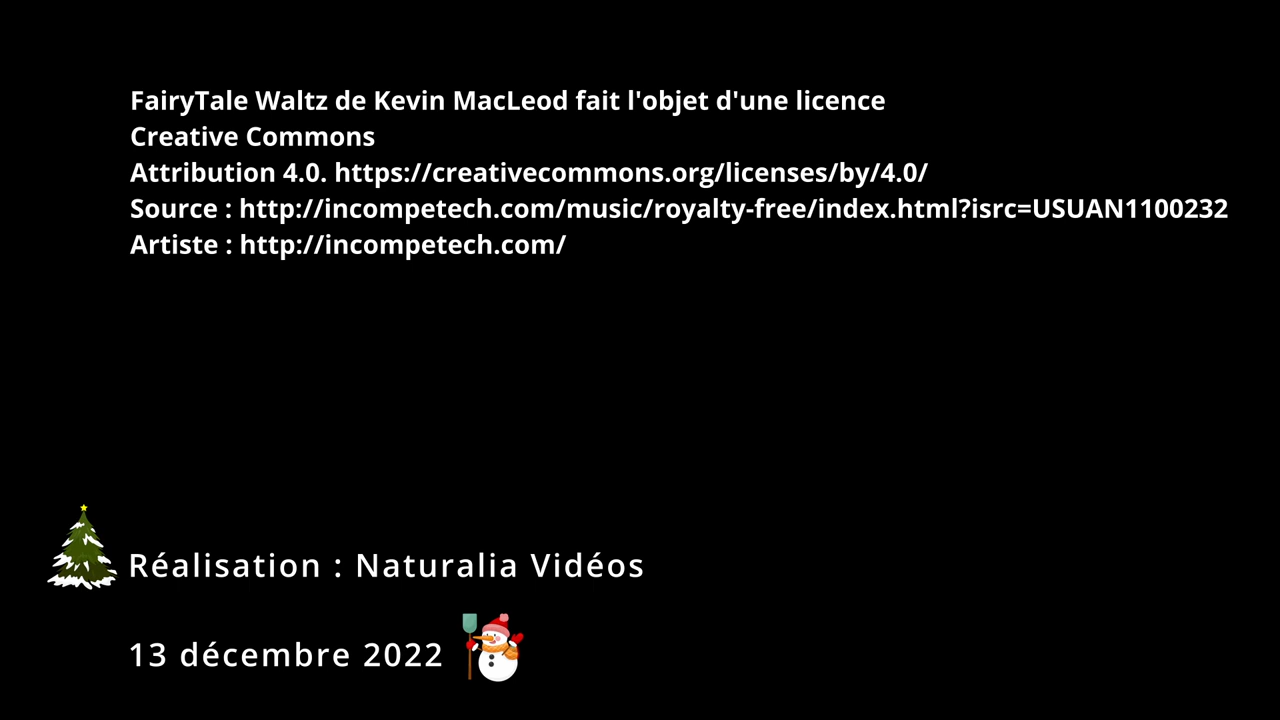 FairyTale Waltz de Kevin MacLeod fait l'objet d'une licence
Creative Commons
Attribution 4.0. https://creativecommons.org/licenses/by/4.0/
Source : http://incompetech.com/music/royalty-free/index.html?isrc=USUAN1100232
Artiste : http://incompetech.com/
Réalisation : Naturalia Vidéos
13 décembre 2022